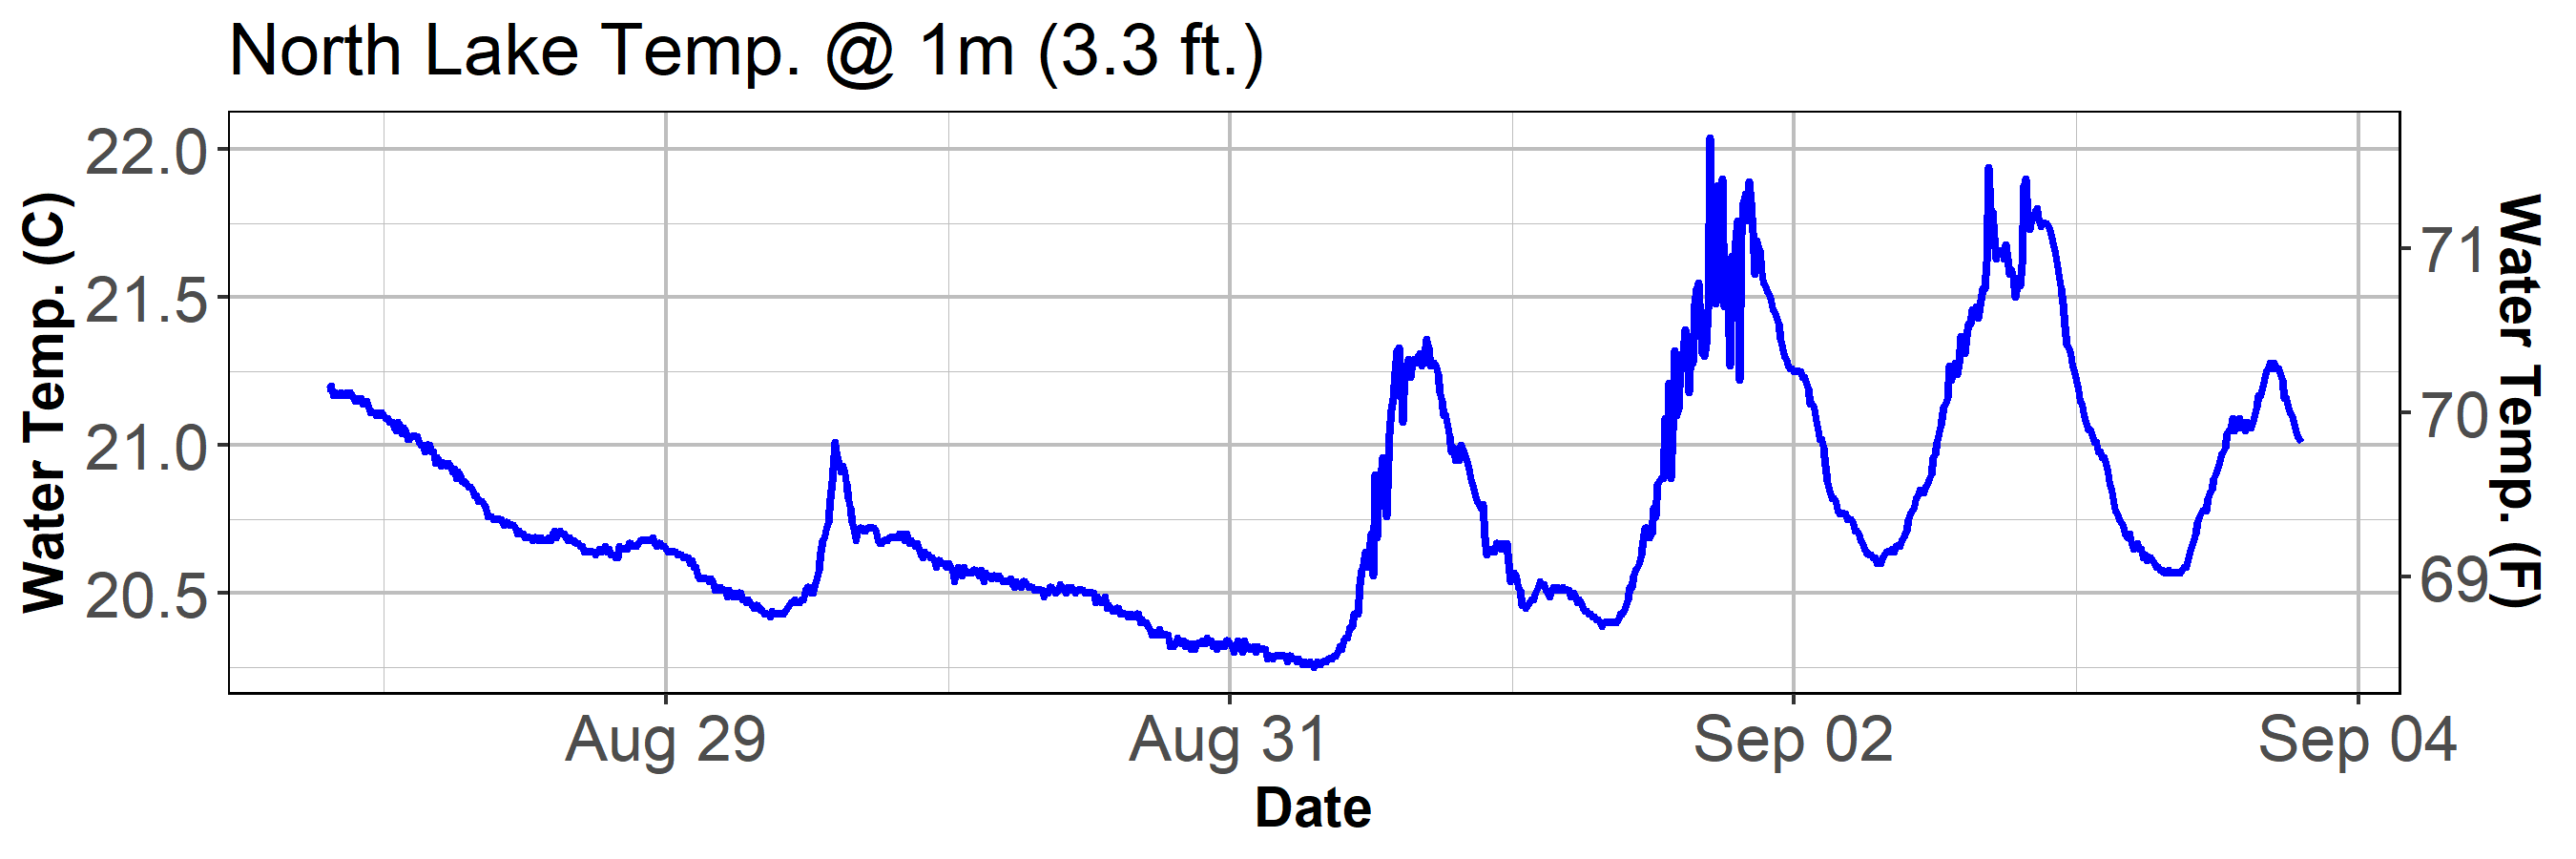 North Lake Temp. @ 1m (3.3 ft.)
Water Temp. (C)
22.0
21.5
21.0
20.5
71
70
69
Water Temp. (F)
Aug 29
Aug 31
Sep 02
Sep 04
Date